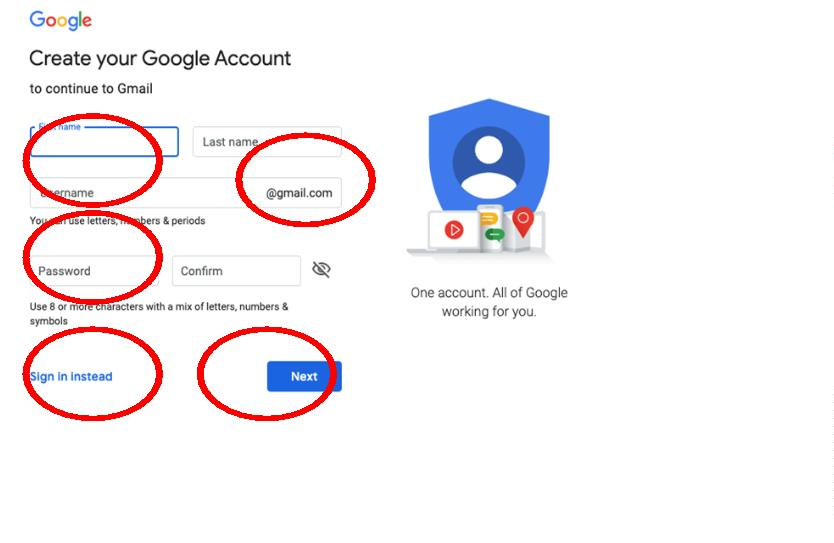 Google
Create your Google Account
to continue to Gmail
First name
Last name
Username
@gmail.com
You can use letters, numbers & periods
Password
Confirm
Use 8 or more characters with a mix of letters, numbers &
symbols
Sign in instead
Next
One account. All of Google
working for you.